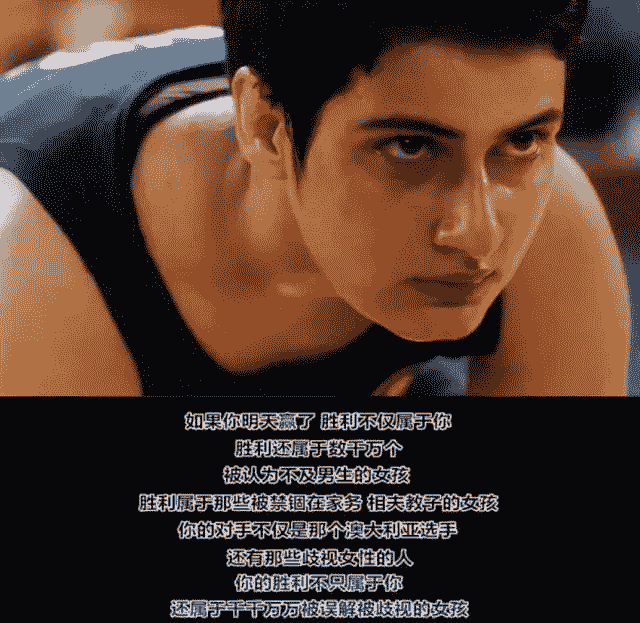 如果你明天赢了 胜利不仅属于你
胜利还属于数千万个
被认为不及男生的女孩
胜利属于那些被禁锢在家务 相夫教子的女孩
你的对手不仅是那个澳大利亚选手
还有那些歧视女性的人
你的胜利不只属于你
还属于千千万万被误解被歧视的女孩